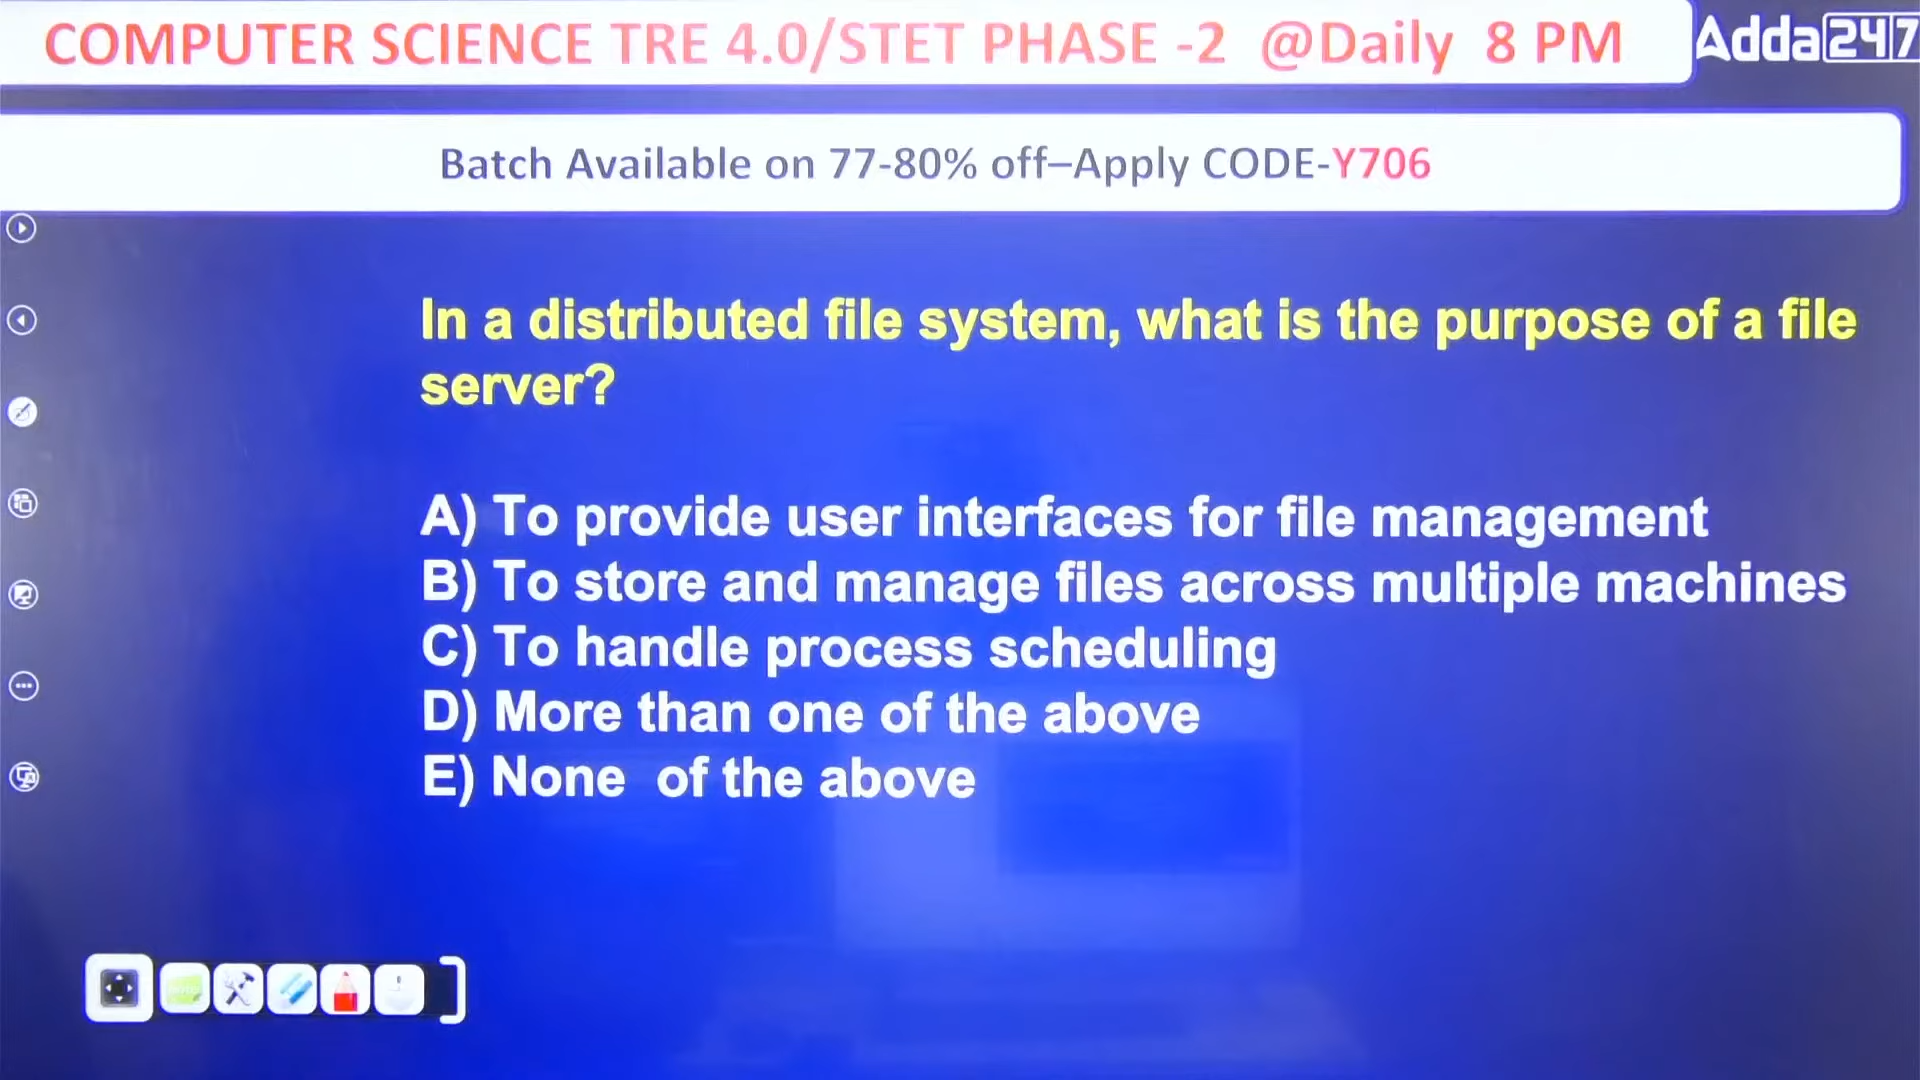 COMPUTER SCIENCE TRE 4.0/STET PHASE -2 @Daily 8 PM
Adda247
Batch Available on 77-80% off–Apply CODE-Y706
In a distributed file system, what is the purpose of a file
server?
A) To provide user interfaces for file management
B) To store and manage files across multiple machines
C) To handle process scheduling
D) More than one of the above
E) None of the above